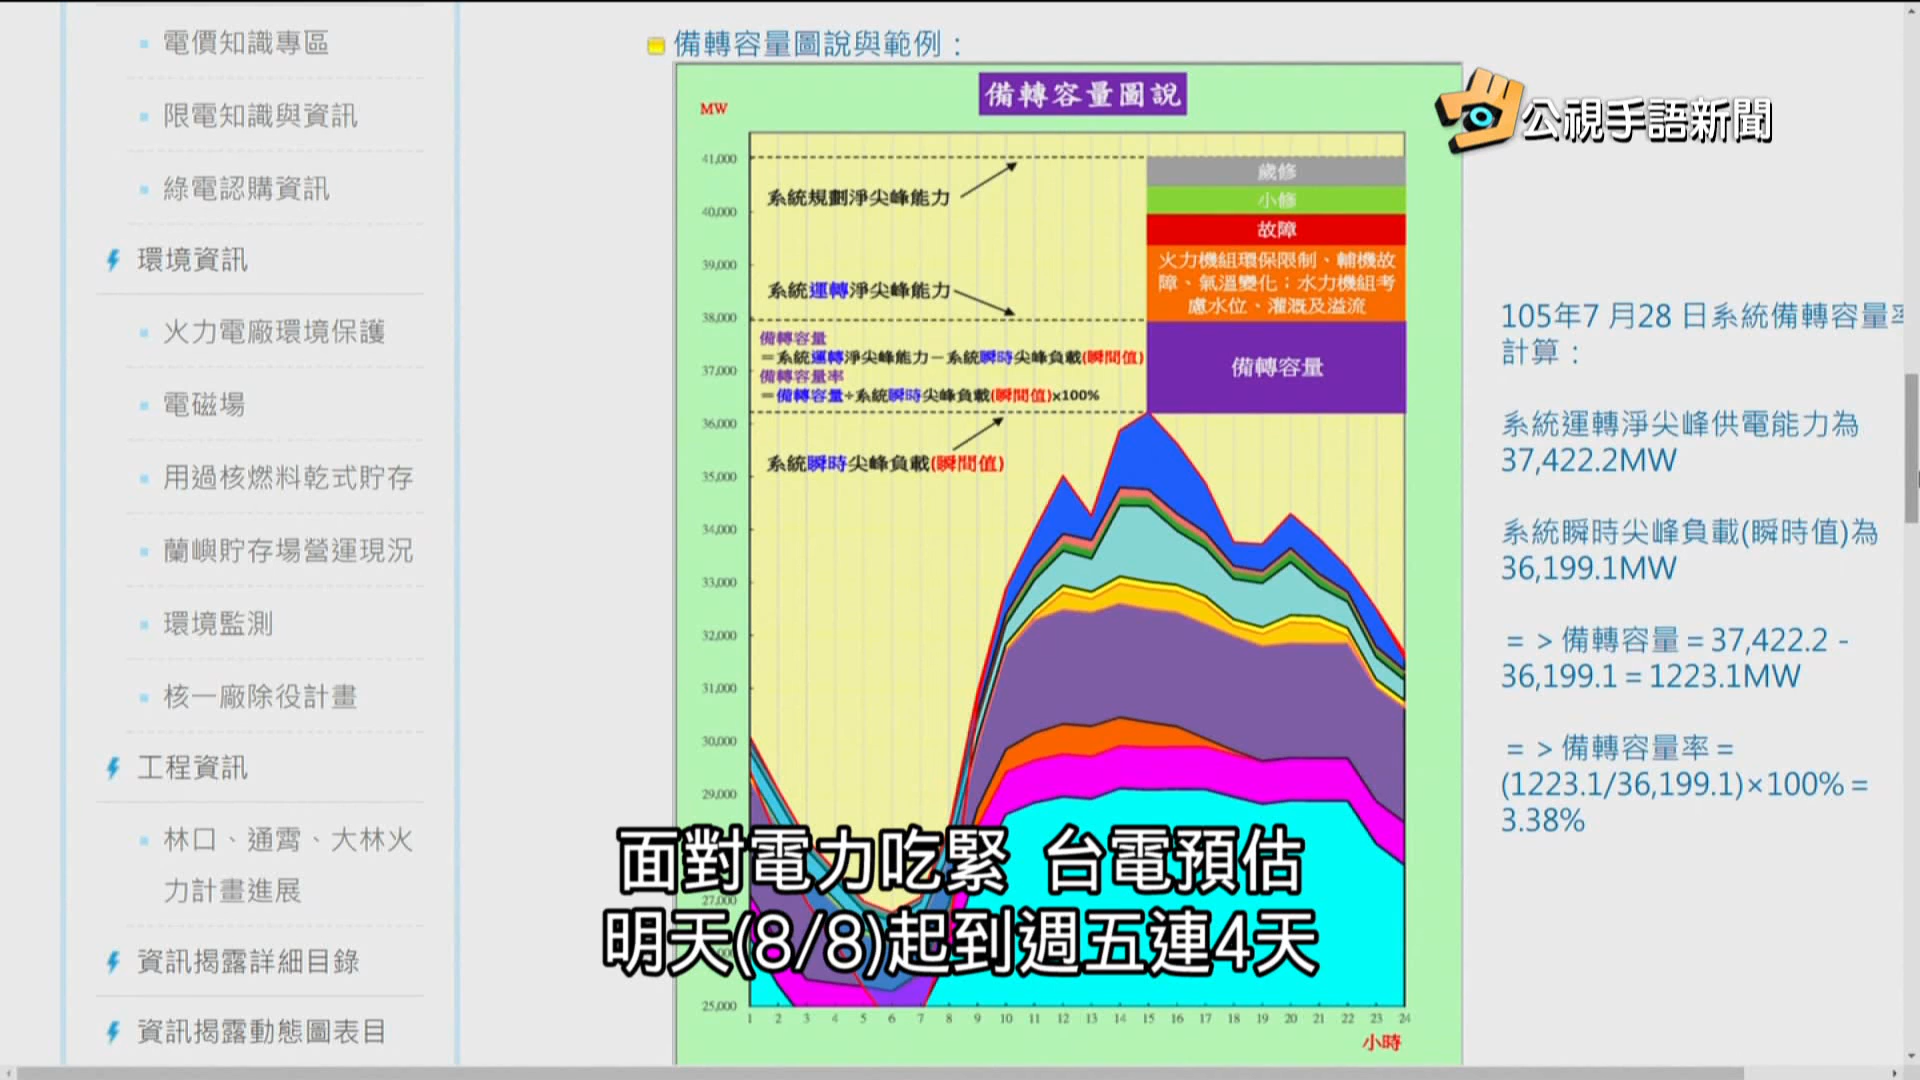 電價知識專區
限電知識與資訊
綠電認購資訊
環境資訊
火力電廠環境保護
電磁場
用過核燃料乾式貯存
蘭嶼貯存場營運現況
環境監測
核一廠除役計畫
工程資訊
林口、通霄、大林火
力計畫進展
資訊揭露詳細目錄
資訊揭露動態圖表目
備轉容量圖說與範例：
備轉容量圖說
MW
41,000
40,000
39,000
38,000
37,000
36,000
35,000
34,000
33,000
32,000
31,000
30,000
29,000
27,000
25,000
系統規劃淨尖峰能力
系統運轉淨尖峰能力
備轉容量
＝系統運轉淨尖峰能力－系統瞬時尖峰負載(瞬間值)
備轉容量率
＝備轉容量÷系統瞬時尖峰負載(瞬間值)x100%
系統瞬時尖峰負載(瞬間值)
歲修
小修
故障
火力機組環保限制、輔機故
障、氣溫變化；水力機組考
慮水位、灌溉及溢流
備轉容量
1 2 3 4 5 6 7 8 9 10 11 12 13 14 15 16 17 18 19 20 21 22 23 24
小時
公視手語新聞
105年7 月28 日系統備轉容量率
計算：
系統運轉淨尖峰供電能力為
37,422.2MW
系統瞬時尖峰負載(瞬時值)為
36,199.1MW
＝＞備轉容量＝37,422.2 -
36,199.1＝1223.1MW
＝＞備轉容量率＝
(1223.1/36,199.1)×100%＝
3.38%
面對電力吃緊 台電預估
明天(8/8)起到週五連4天